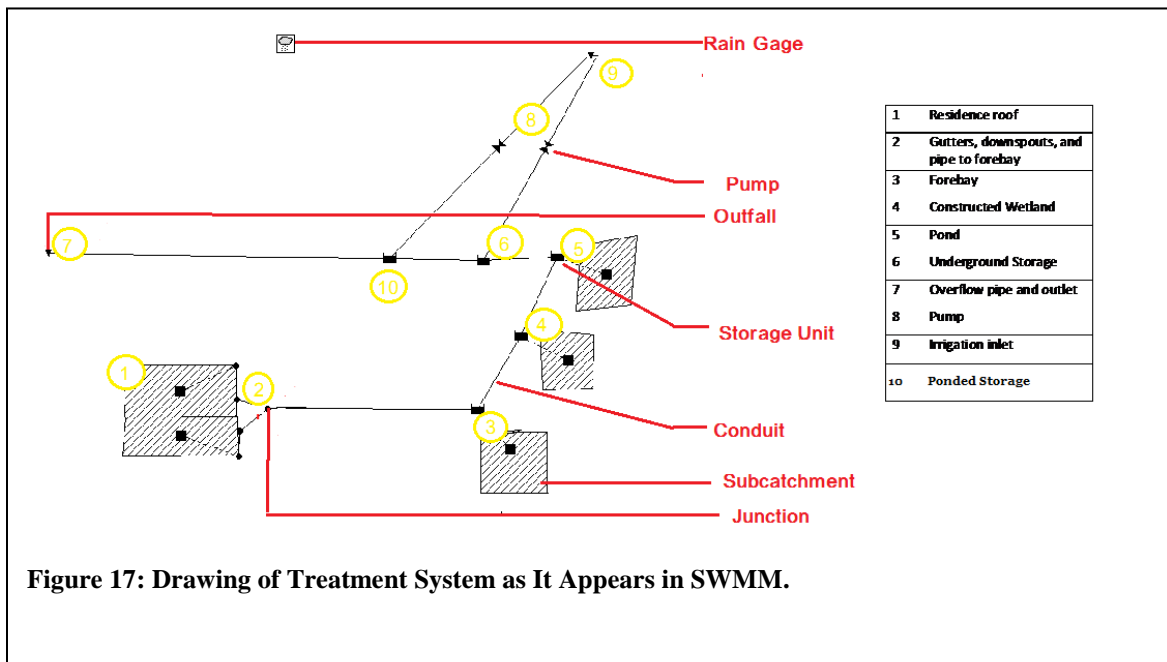 Rain Gage
9
8
Pump
Outfall
7
6
5
10
Storage Unit
4
1
2
3
Conduit
Subcatchment
Junction
1 Residence roof
2 Gutters, downspouts, and
pipe to forebay
3 Forebay
4 Constructed Wetland
5 Pond
6 Underground Storage
7 Overflow pipe and outlet
8 Pump
9 Irrigation inlet
10 Ponded Storage
Figure 17: Drawing of Treatment System as It Appears in SWMM.